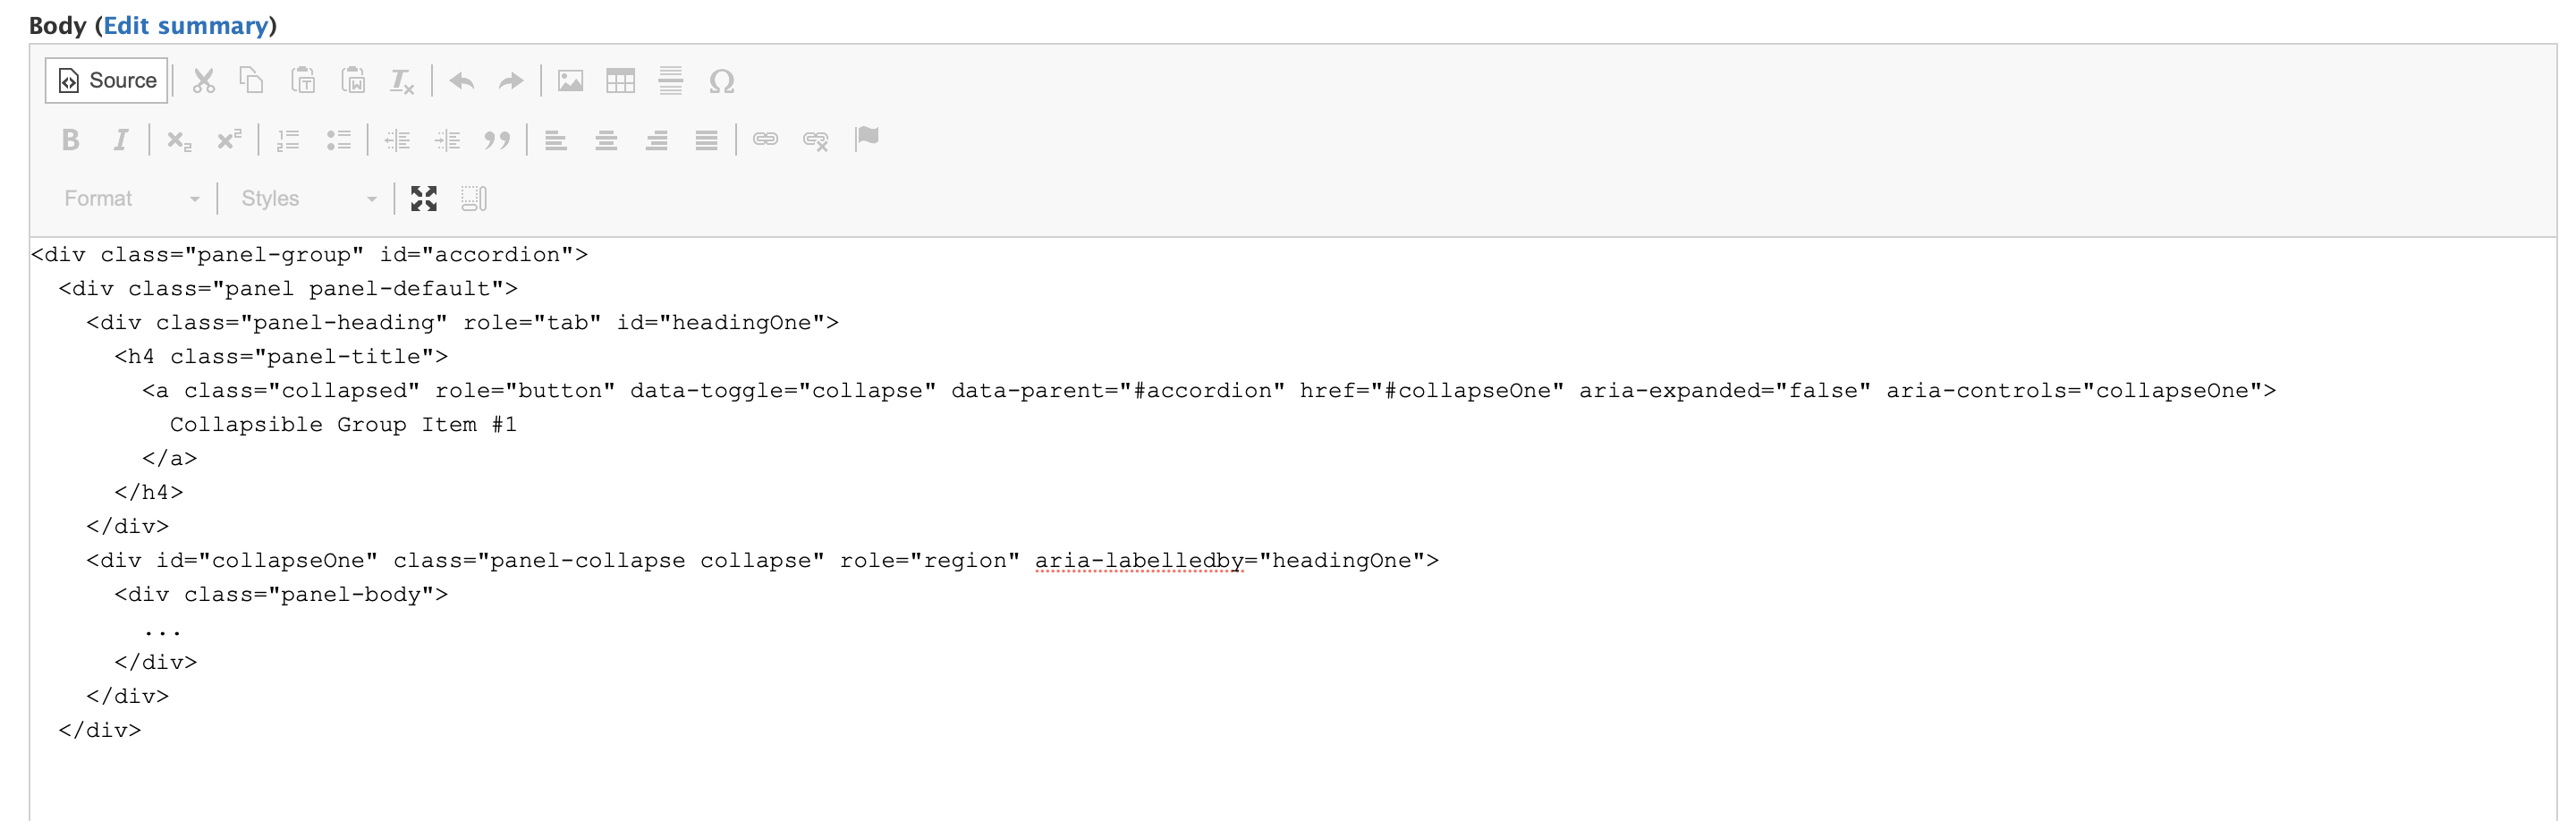 Body (Edit summary)
Source
Format Styles
<div class="panel-group" id="accordion">
  <div class="panel panel-default">
    <div class="panel-heading" role="tab" id="headingOne">
      <h4 class="panel-title">
        <a class="collapsed" role="button" data-toggle="collapse" data-parent="#accordion" href="#collapseOne" aria-expanded="false" aria-controls="collapseOne">
          Collapsible Group Item #1
        </a>
      </h4>
    </div>
    <div id="collapseOne" class="panel-collapse collapse" role="region" aria-labelledby="headingOne">
      <div class="panel-body">
        ...
      </div>
    </div>
  </div>